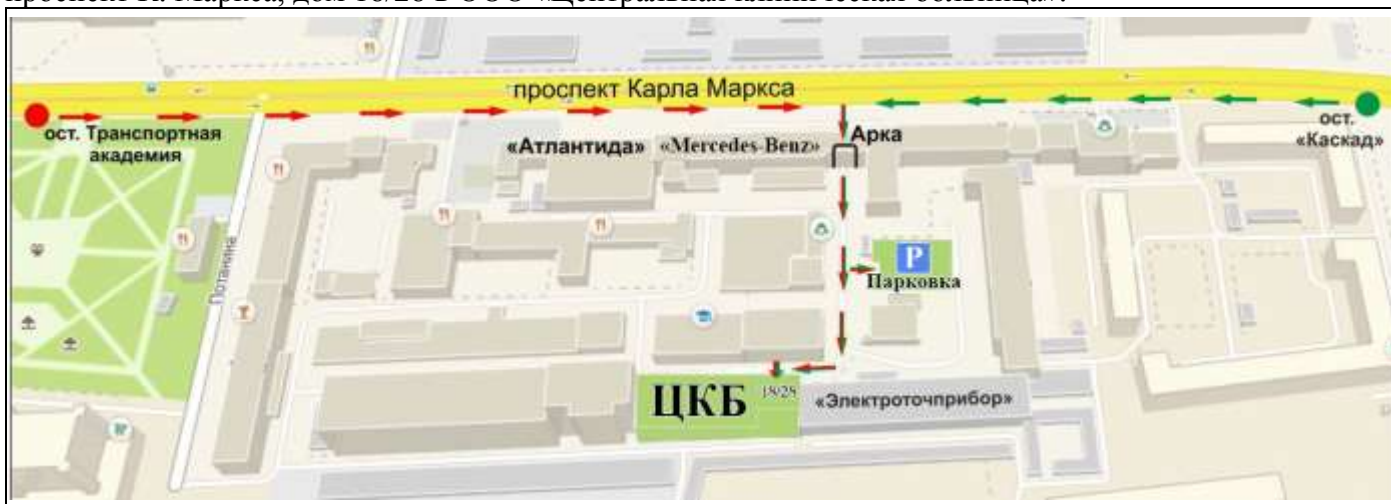 проспект Карла Маркса
ост. Транспортная
академия
«Атлантида»
«Mercedes-Benz»
Арка
ост.
«Каскад»
Потанина
P
Парковка
ЦКБ
18/28
«Электроточприбор»